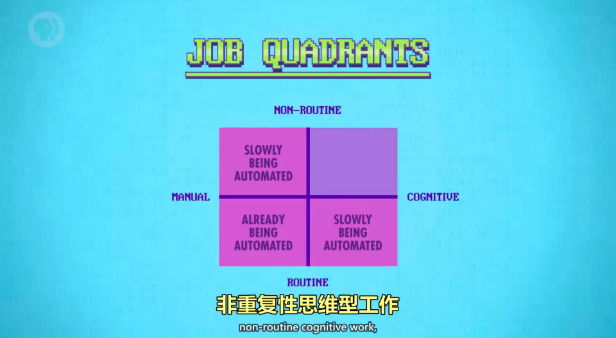 JOB QUADRANTS
NON-ROUTINE
SLOWLY
BEING
AUTOMATED
MANUAL
COGNITIVE
ALREADY
BEING
AUTOMATED
SLOWLY
BEING
AUTOMATED
ROUTINE
非重复性思维型工作
non-routine cognitive work,